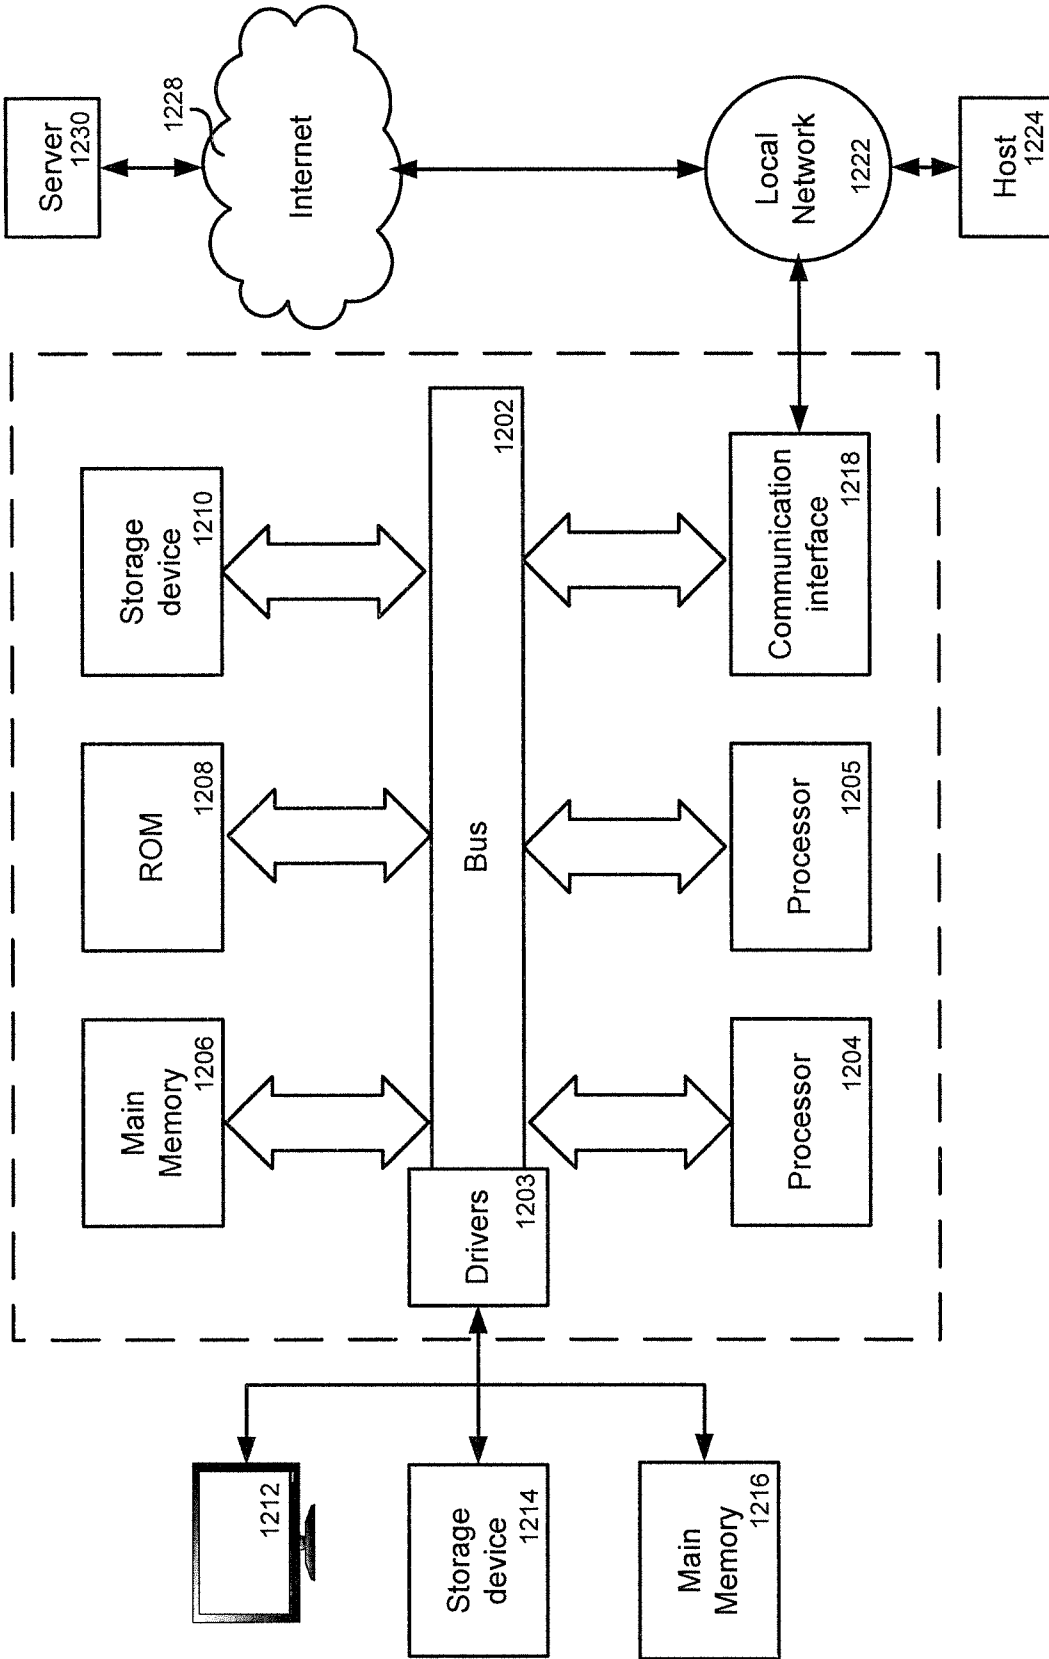 1212
Storage
device
1214
Main
Memory
1216
Main
Memory
1206
ROM
1208
Storage
device
1210
Drivers
1203
Bus
1202
Processor
1204
Processor
1205
Communication
interface
1218
Server
1230
1228
Internet
Local
Network
1222
Host
1224